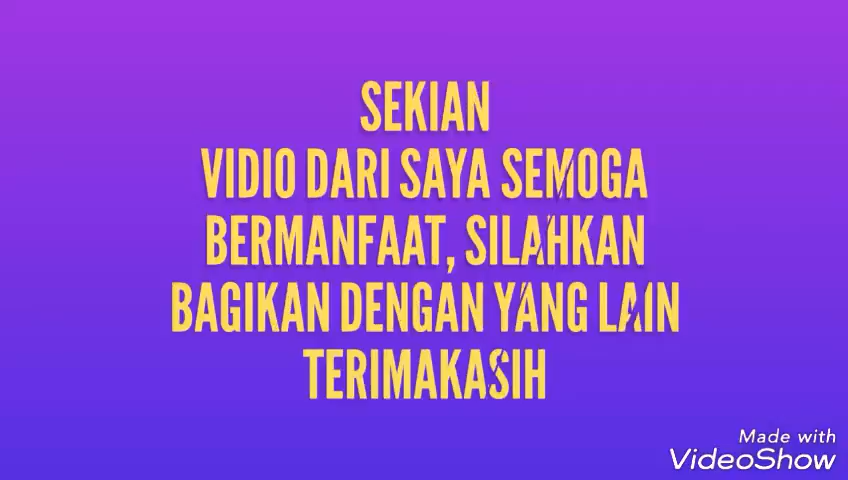 SEKIAN
VIDIO DARI SAYA SEMOGA
BERMANFAAT, SILAHKAN
BAGIKAN DENGAN YANG LAIN
TERIMAKASIH
Made with
VideoShow